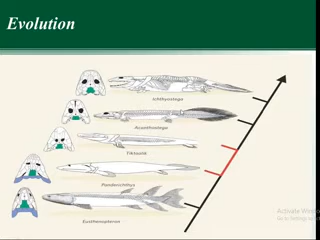 Evolution
Ichthyostega
Acanthostega
Tiktaalik
Panderichthys
Eusthenopteron
Activate Windows